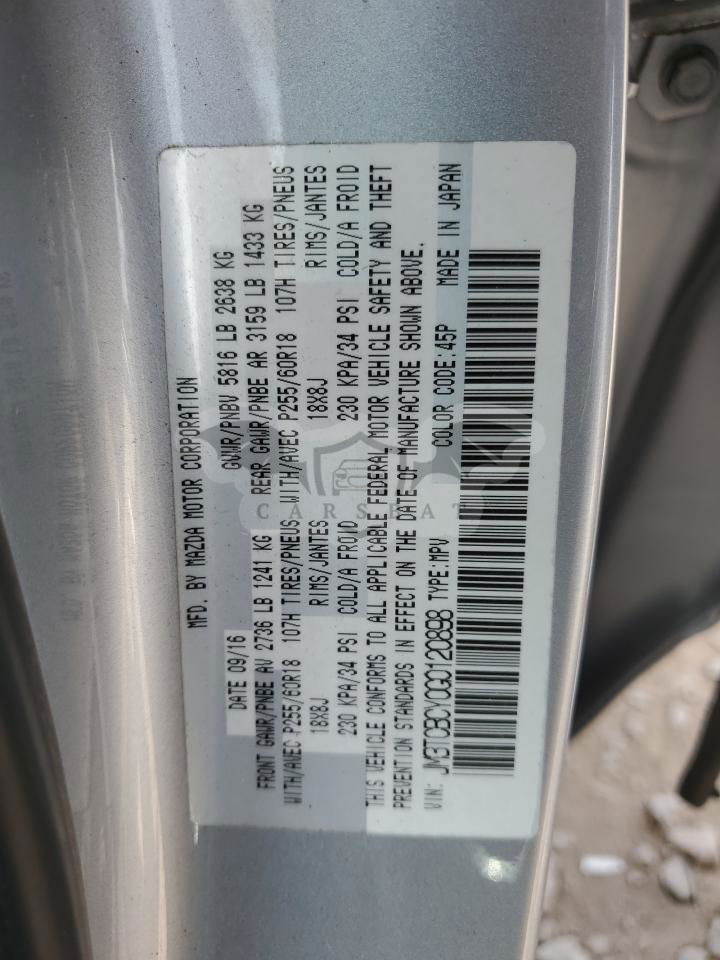 MFD. BY MAZDA MOTOR CORPORATION
DATE 09/16 GVWR/PNBV 5816 LB 2638 KG
FRONT GAWR/PNBE AV 2736 LB 1241 KG REAR GAWR/PNBE AR 3159 LB 1433 KG
WITH/AVEC P255/60R18 107H TIRES/PNEUS WITH/AVEC P255/60R18 107H TIRES/PNEUS
18X8J RIMS/JANTES 18X8J RIMS/JANTES
230 KPA/34 PSI COLD/A FROID 230 KPA/34 PSI COLD/A FROID
THIS VEHICLE CONFORMS TO ALL APPLICABLE FEDERAL MOTOR VEHICLE SAFETY AND THEFT
PREVENTION STANDARDS IN EFFECT ON THE DATE OF MANUFACTURE SHOWN ABOVE.
VIN: JM3TCBCY0G0120898 TYPE:MPV COLOR CODE:45P MADE IN JAPAN
CARSEAT